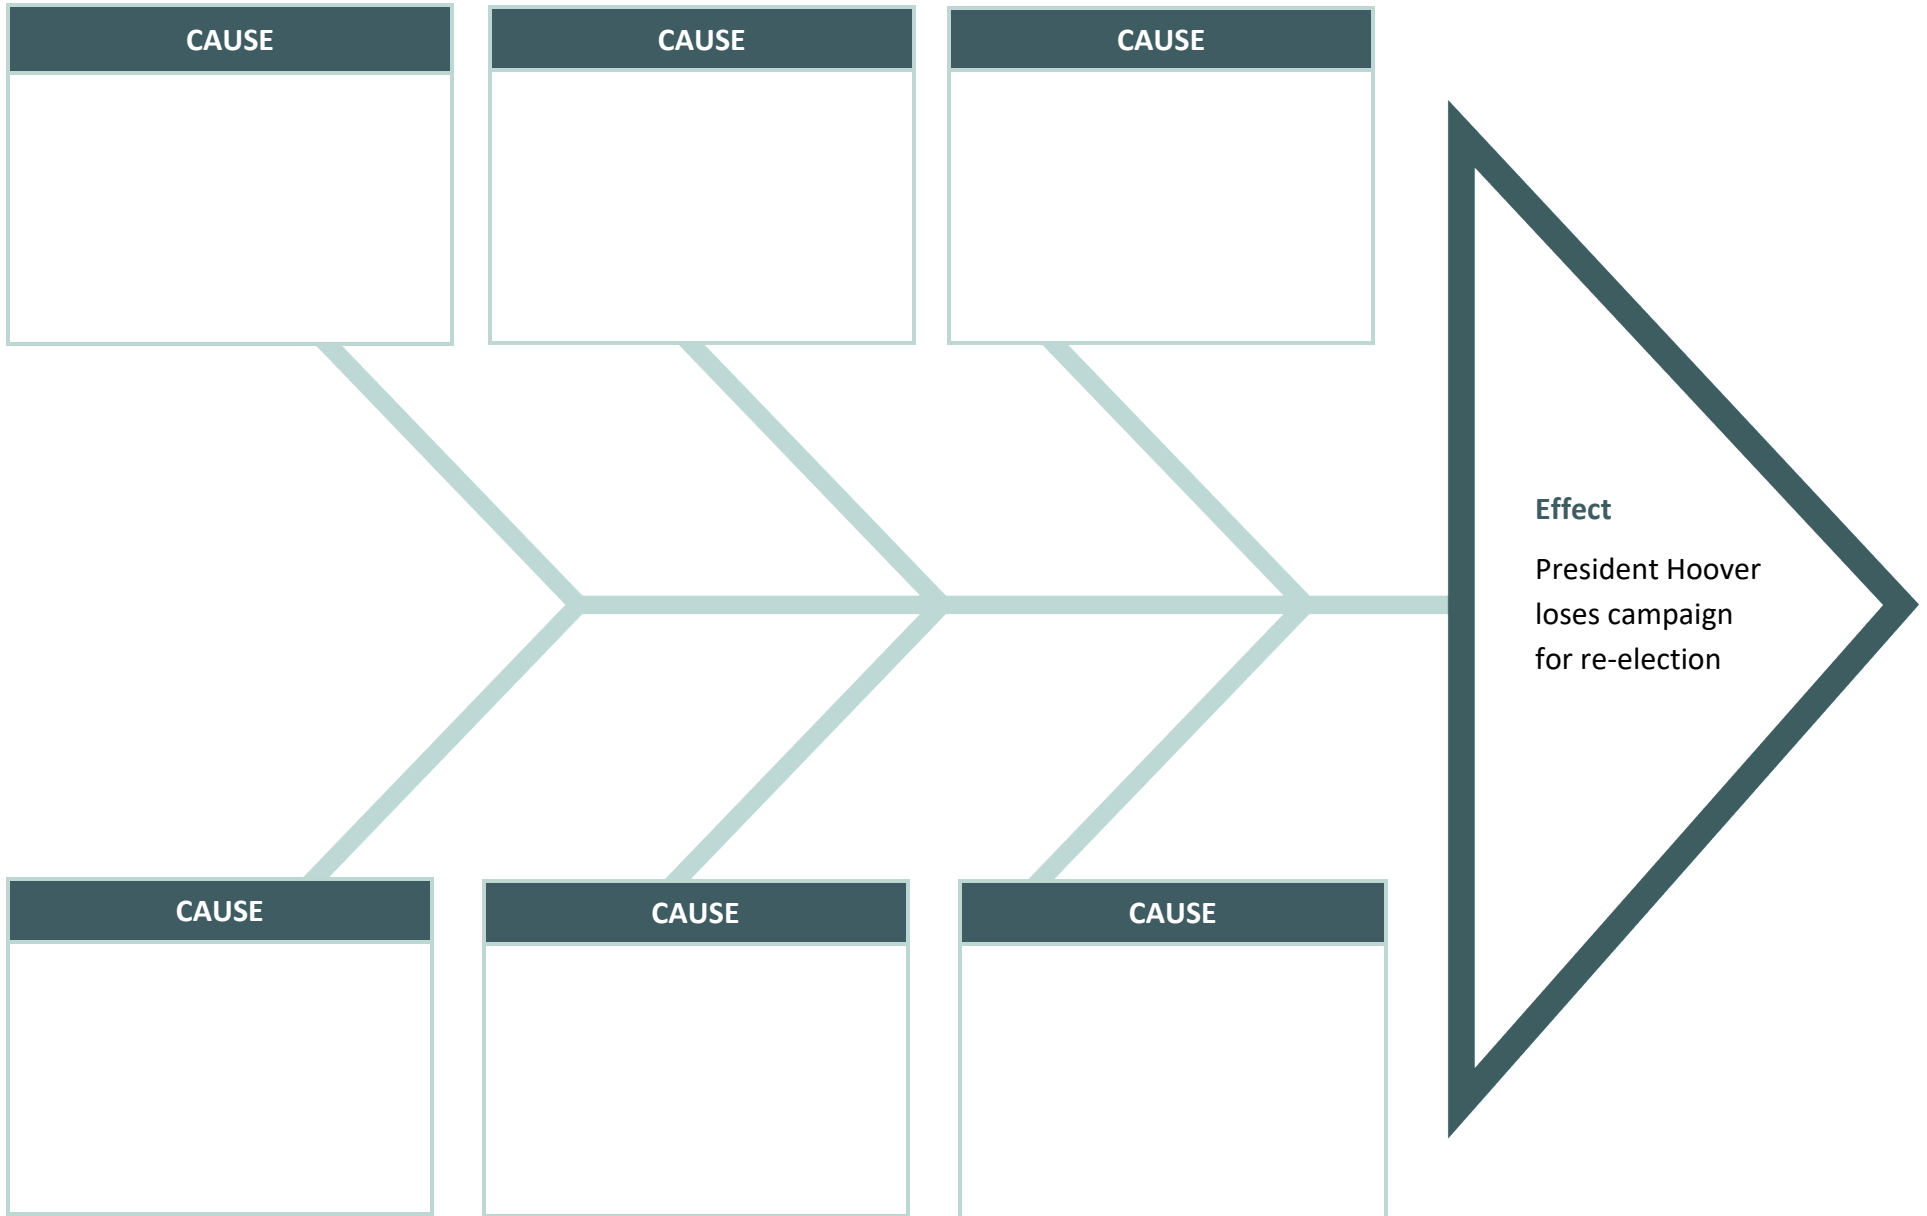 CAUSE
CAUSE
CAUSE
Effect
President Hoover
loses campaign
for re-election
CAUSE
CAUSE
CAUSE